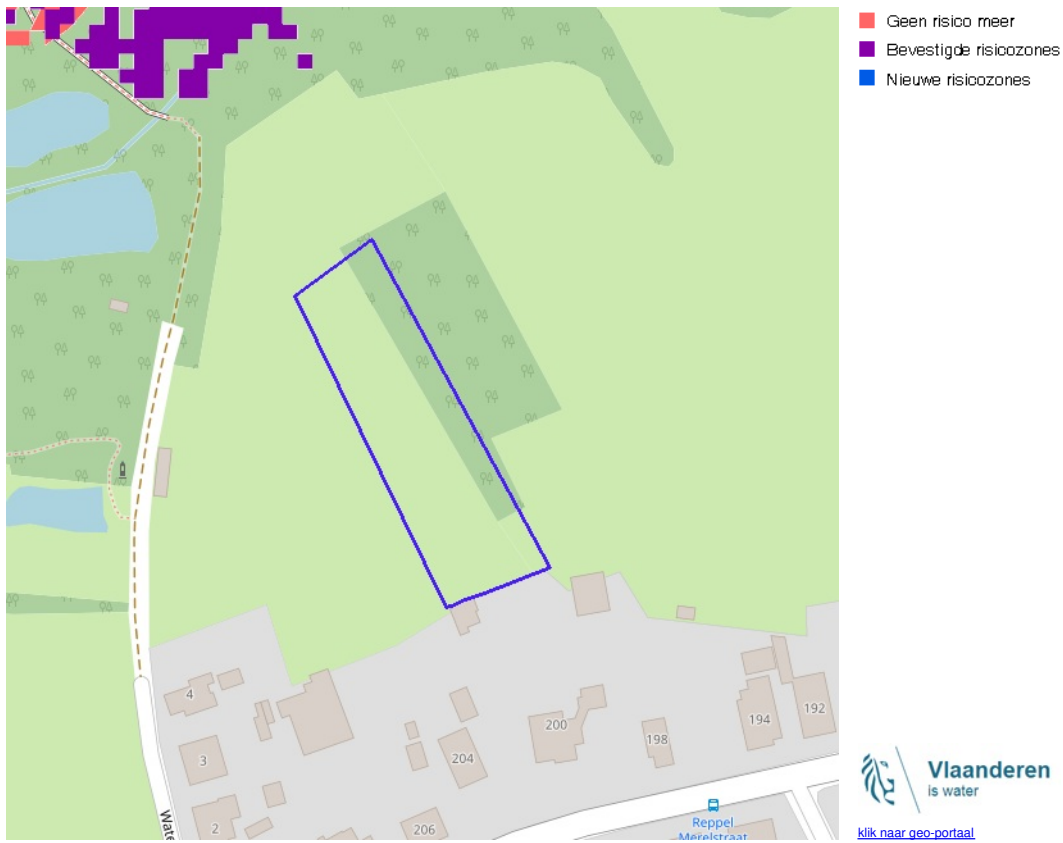 Geen risico meer
Bevestigde risicozones
Nieuwe risicozones
4
3
2
204
206
200
198
194
192
Reppel
Merelstraat
Wate
Vlaanderen
is water
klik naar geo-portaal